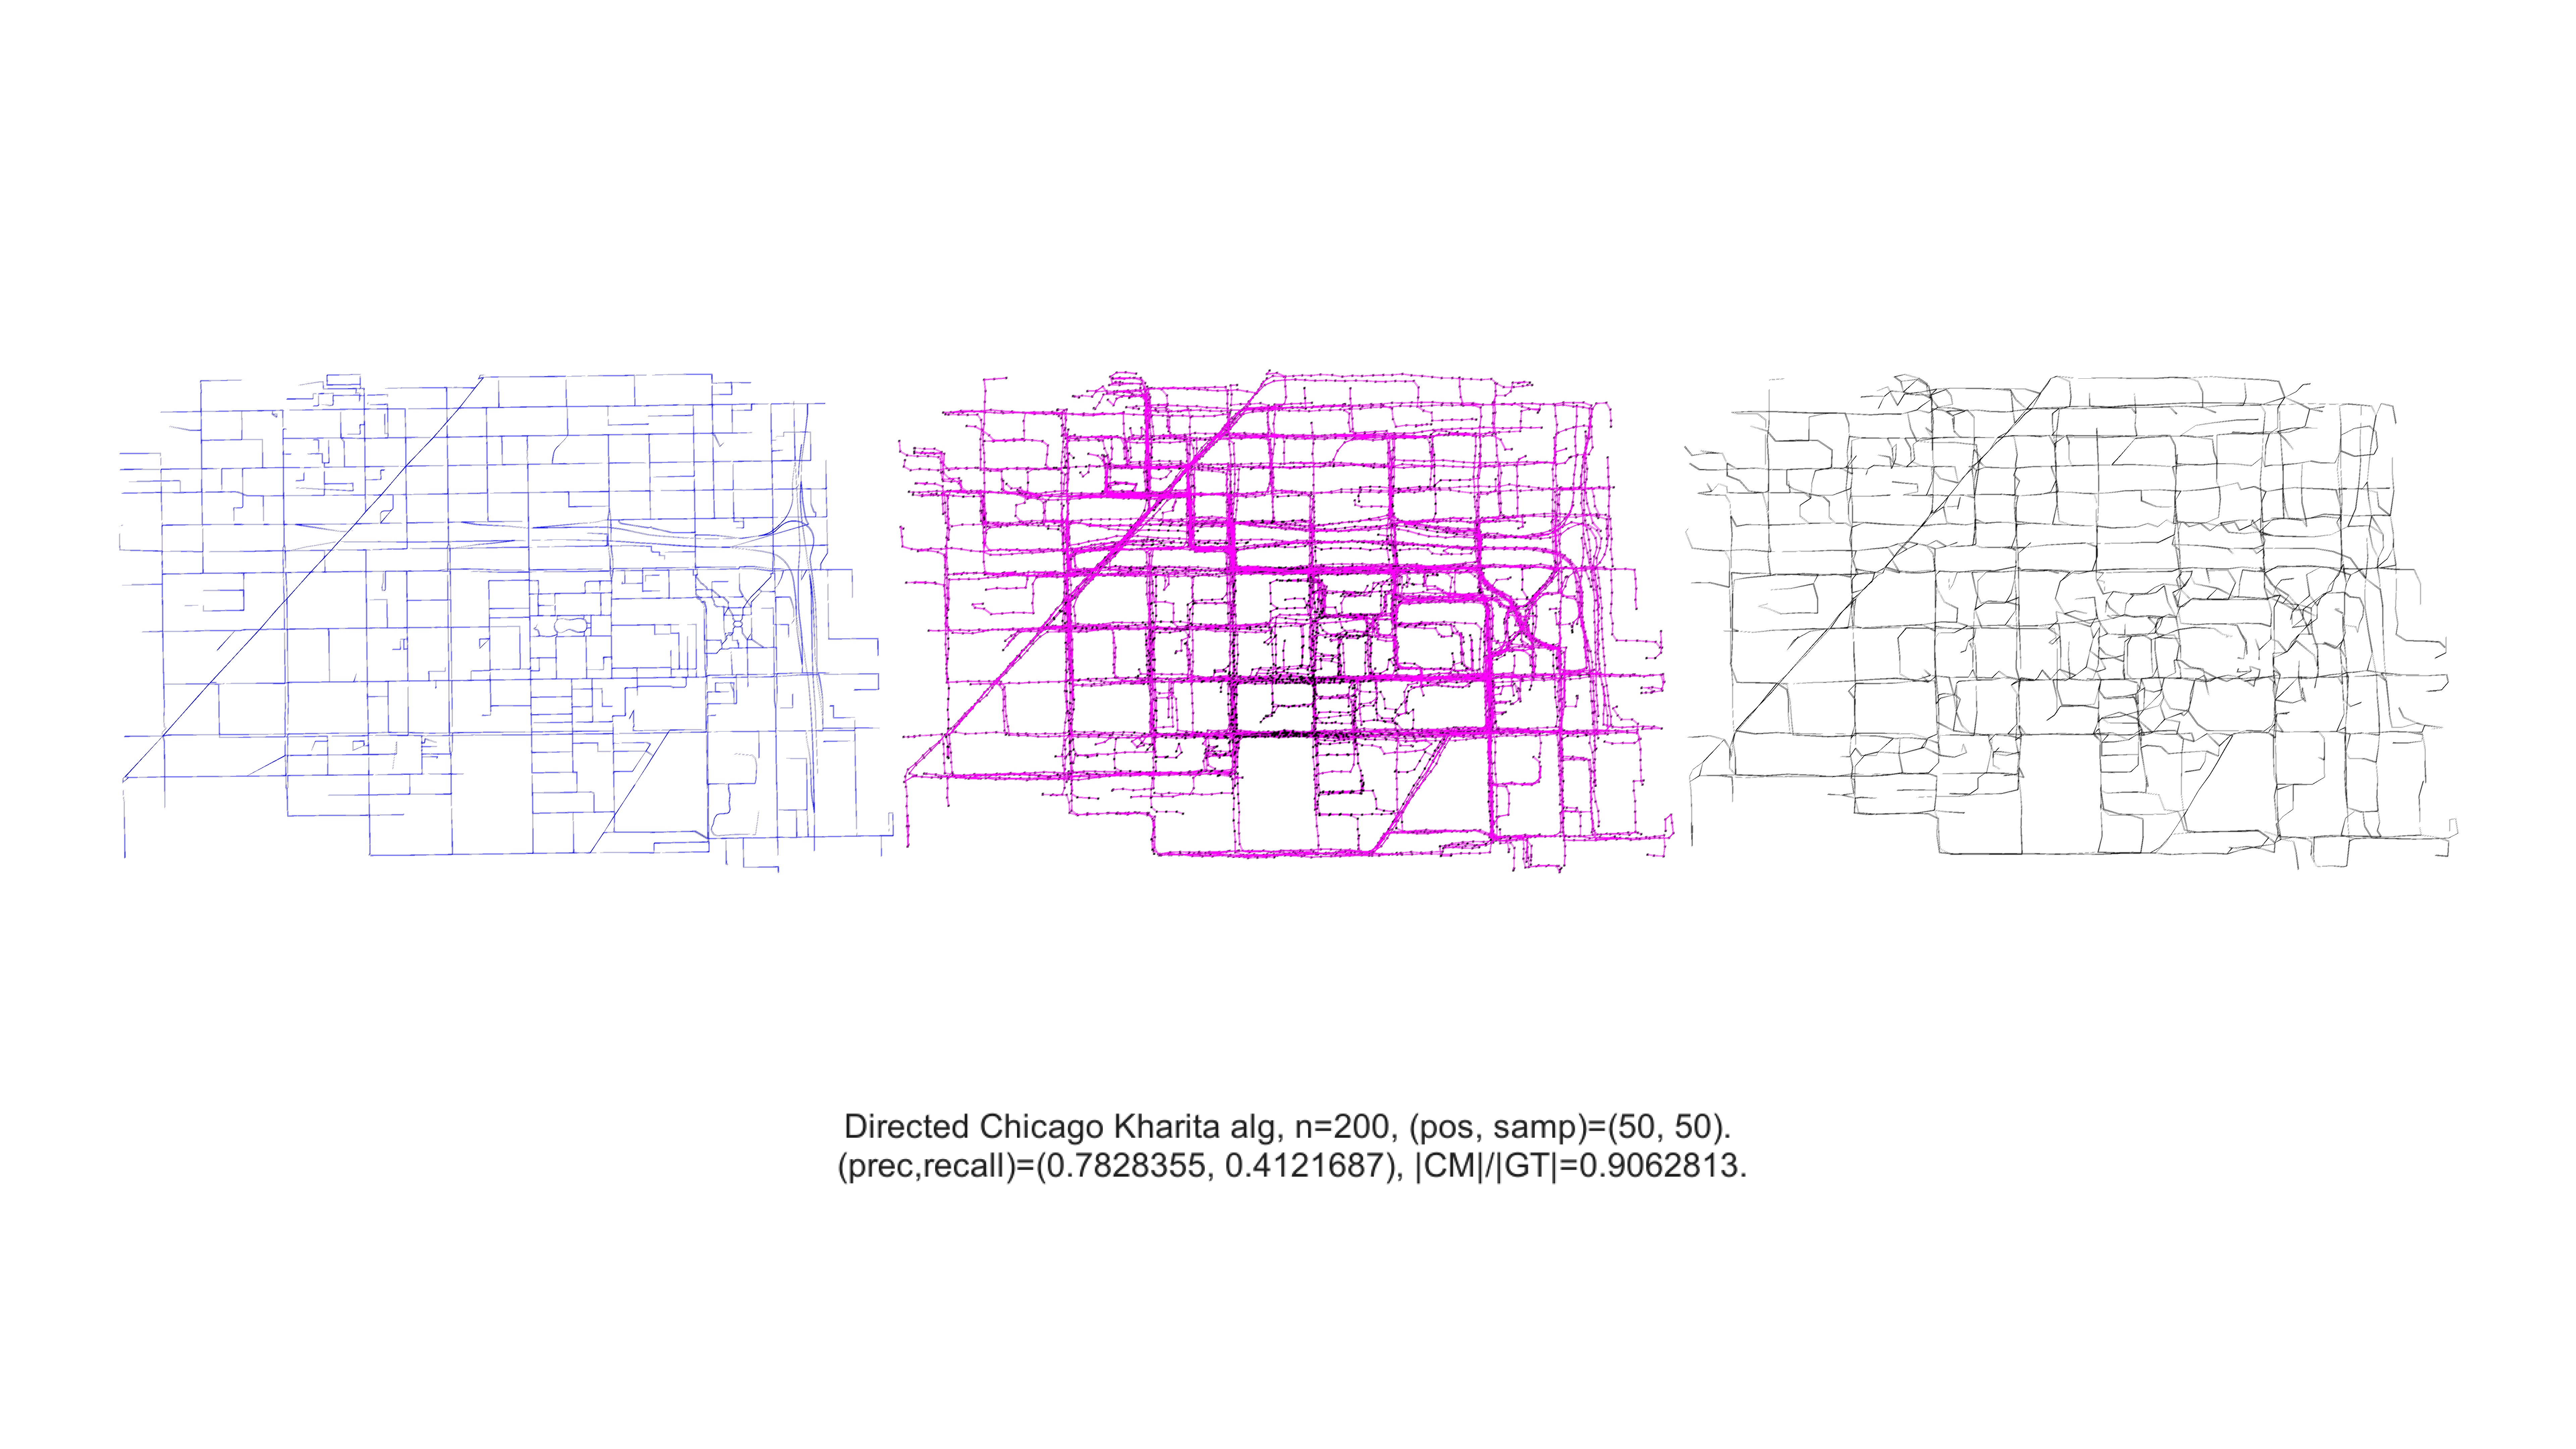 Directed Chicago Kharita alg, n=200, (pos, samp)=(50, 50).
(prec,recall)=(0.7828355, 0.4121687), |CM|/|GT|=0.9062813.